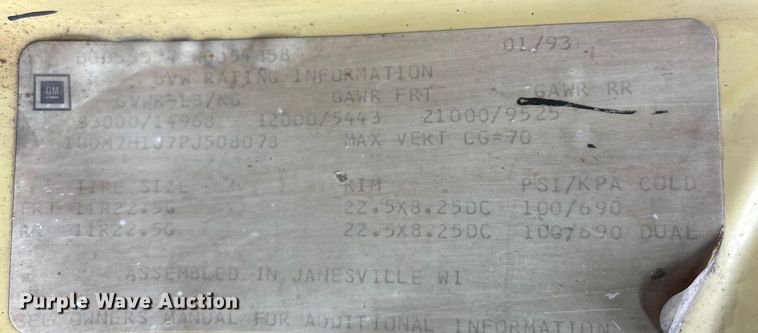 01/93
GVW RATING INFORMATION
GM
GVWR-LB/KG GAWR FRT GAWR RR
33000/14968 12000/5443 21000/9525
1GDM7H1J7PJ508078 MAX VERT CG=70
TIRE SIZE RIM PSI/KPA COLD
FRT 11R22.5G 22.5X8.25DC 100/690
RR 11R22.5G 22.5X8.25DC 100/690 DUAL
ASSEMBLED IN JANESVILLE WI
Purple Wave Auction
SEE OWNERS MANUAL FOR ADDITIONAL INFORMATION